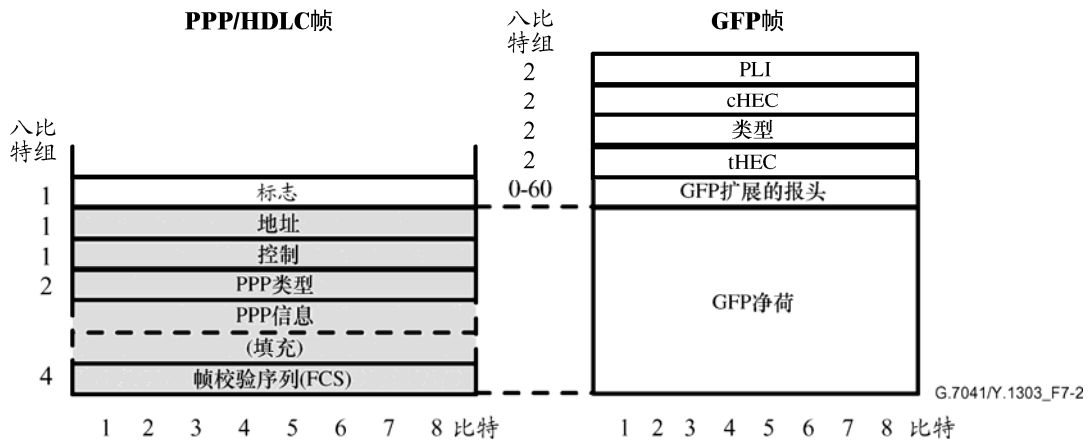 PPP/HDLC帧
八比
特组
1
标志
1
地址
1
控制
2
PPP类型
PPP信息
(填充)
4
帧校验序列(FCS)
1 2 3 4 5 6 7 8 比特
GFP帧
八比
特组
2
PLI
2
cHEC
2
类型
2
tHEC
0-60
GFP扩展的报头
GFP净荷
1 2 3 4 5 6 7 8 比特
G.7041/Y.1303_F7-2